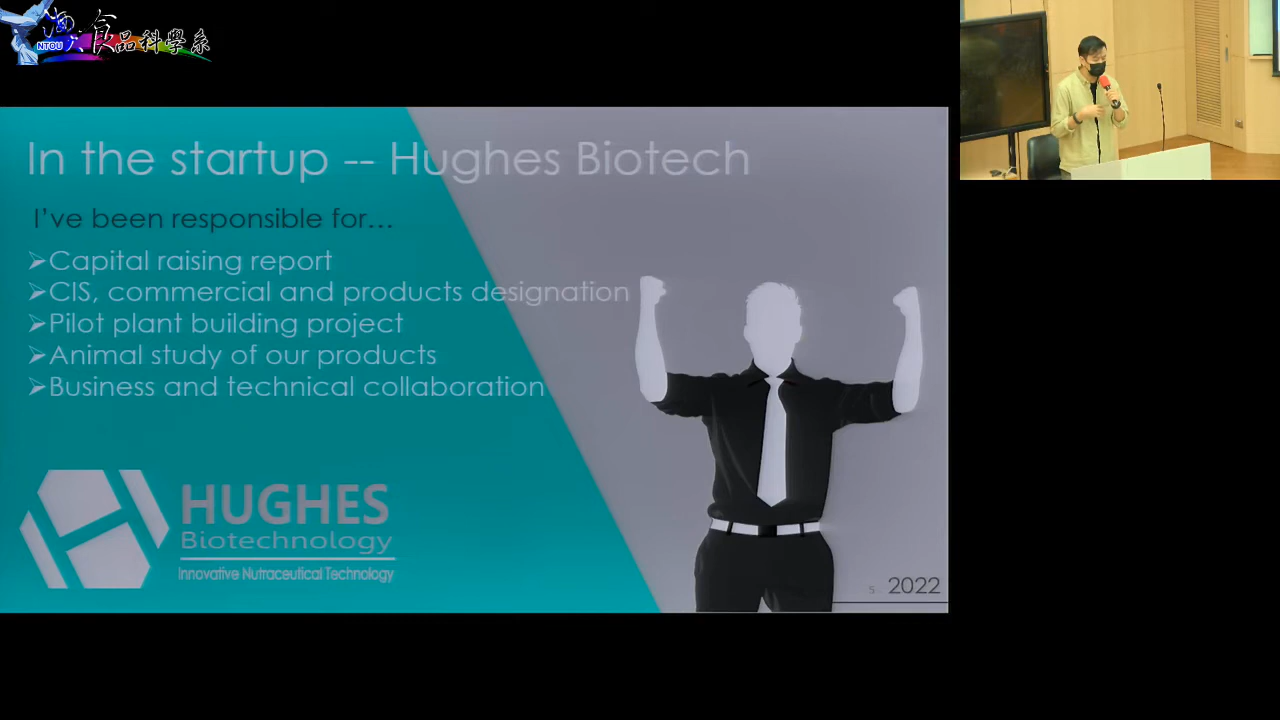 海大食品科學系
NTOU
In the startup -- Hughes Biotech
I've been responsible for...
➢Capital raising report
➢CIS, commercial and products designation
➢Pilot plant building project
➢Animal study of our products
➢Business and technical collaboration
HUGHES
Biotechnology
Innovative Nutraceutical Technology
5 2022